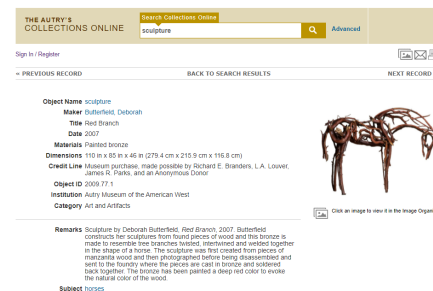 THE AUTRY'S
COLLECTIONS ONLINE
Search Collections Online
sculpture
Advanced
Sign In / Register
« PREVIOUS RECORD
BACK TO SEARCH RESULTS
NEXT RECORD
Object Name sculpture
Maker Butterfield, Deborah
Title Red Branch
Date 2007
Materials Painted bronze
Dimensions 110 in x 85 in x 46 in (279.4 cm x 215.9 cm x 116.8 cm)
Credit Line Museum purchase, made possible by Richard E. Branders, L.A. Louver,
James R. Parks, and an Anonymous Donor
Object ID 2009.77.1
Institution Autry Museum of the American West
Category Art and Artifacts
Click an image to view it in the Image Organi
Remarks Sculpture by Deborah Butterfield, Red Branch, 2007. Butterfield
constructs her sculptures from found pieces of wood and this bronze is
made to resemble tree branches twisted, intertwined and welded together
in the shape of a horse. The sculpture was first created from pieces of
manzanita wood and then photographed before being disassembled and
sent to the foundry where the pieces are cast in bronze and soldered
back together. The bronze has been painted a deep red color to evoke
the natural color of the wood.
Subject horses